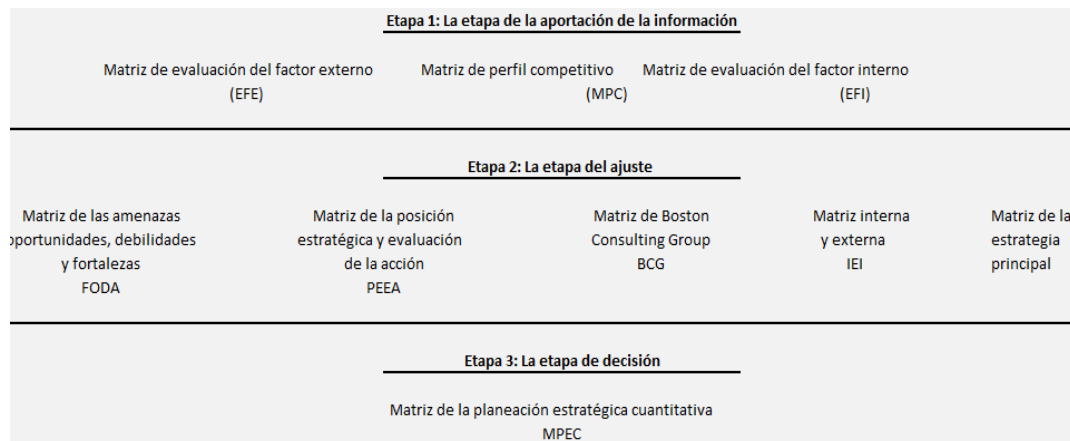 Etapa 1: La etapa de la aportación de la información
Matriz de evaluación del factor externo
(EFE)
Matriz de perfil competitivo
(MPC)
Matriz de evaluación del factor interno
(EFI)
Etapa 2: La etapa del ajuste
Matriz de las amenazas
oportunidades, debilidades
y fortalezas
FODA
Matriz de la posición
estratégica y evaluación
de la acción
PEEA
Matriz de Boston
Consulting Group
BCG
Matriz interna
y externa
IEI
Matriz de la
estrategia
principal
Etapa 3: La etapa de decisión
Matriz de la planeación estratégica cuantitativa
MPEC